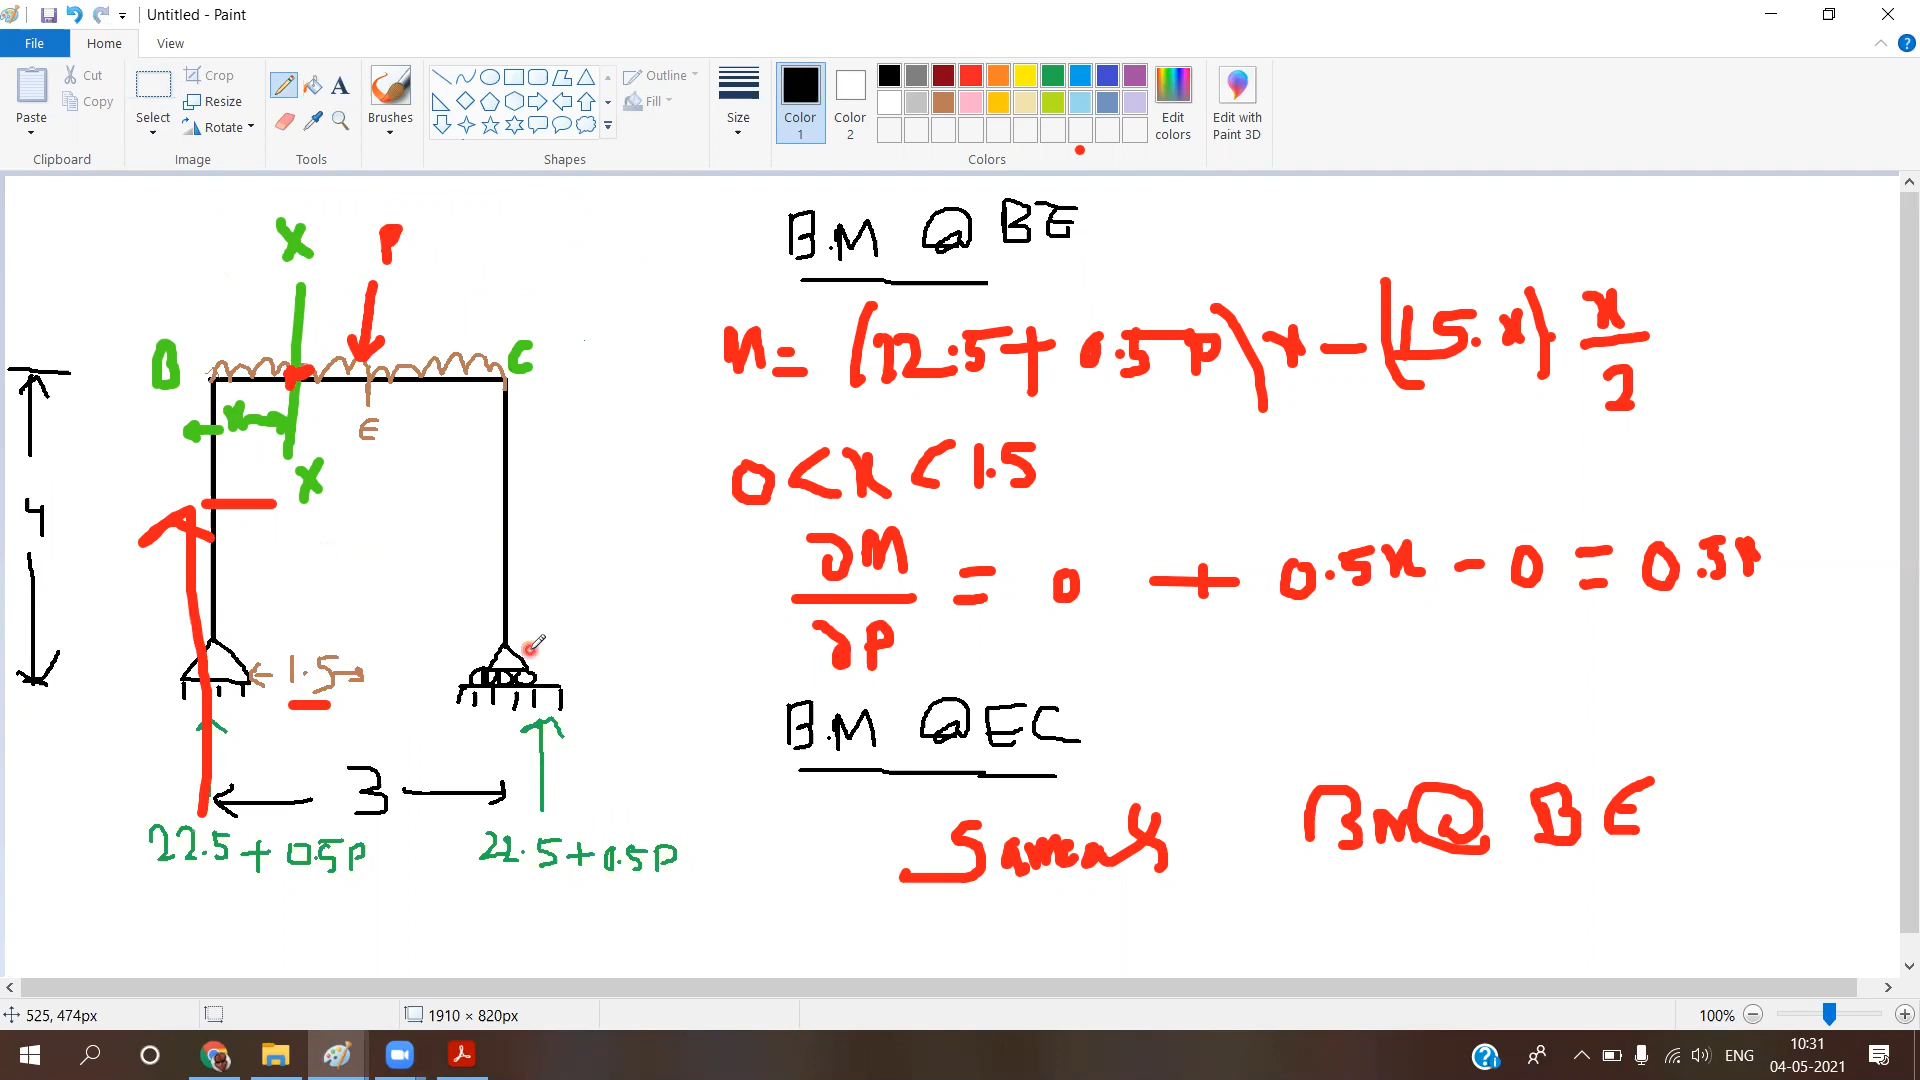 Untitled - Paint
File Home View
Paste Cut Copy
Clipboard
Select Crop Resize Rotate
Image
Tools
Brushes
Outline Fill
Shapes
Size
Color 1 Color 2
Edit colors
Edit with Paint 3D
Colors
X P
B C
x E
X
4
1.5
3
22.5+0.5P 22.5+0.5P
B.M @ BE
M = (22.5+0.5P)x - (15.x) x/2
0 < x < 1.5
∂M/∂P = 0 + 0.5x - 0 = 0.5x
B.M @ EC
Same as BM@ BE
525, 474px
1910 × 820px
100%
ENG
10:31
04-05-2021